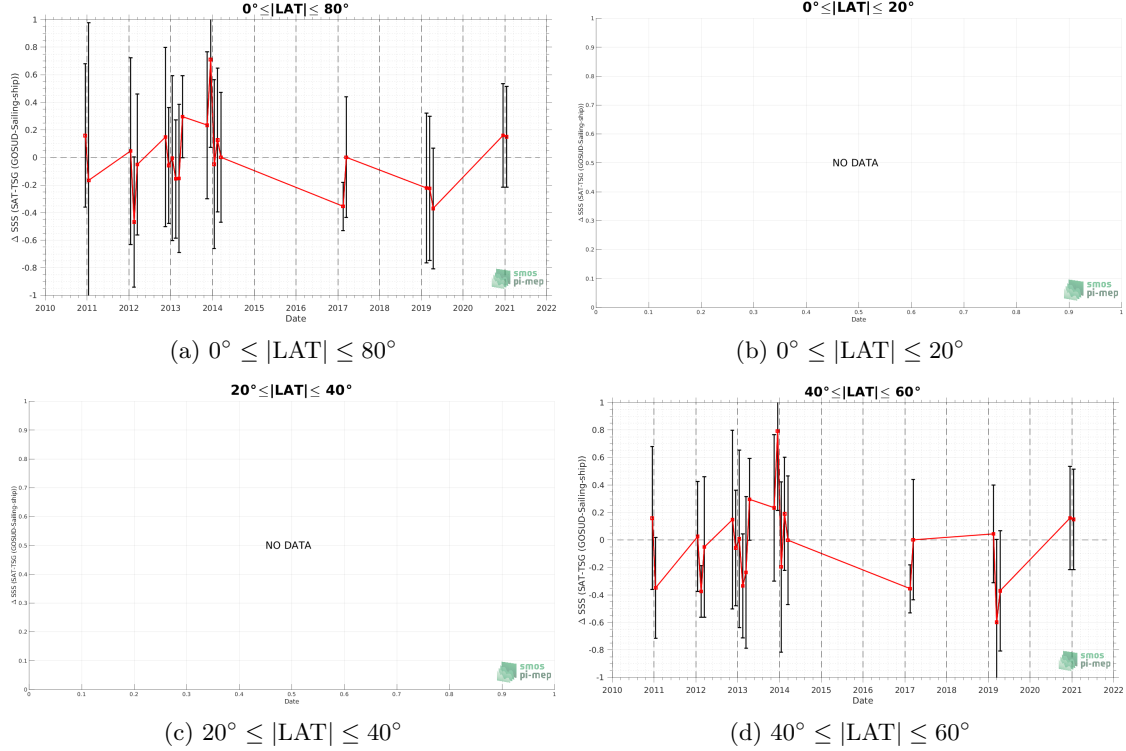 0°≤|LAT|≤ 80°
Δ SSS (SAT-TSG (GOSUD-Sailing-ship))
1
0.8
0.6
0.4
0.2
0
-0.2
-0.4
-0.6
-0.8
-1
2010 2011 2012 2013 2014 2015 2016 2017 2018 2019 2020 2021 2022
Date
smos
pi-mep
(a) 0° ≤ |LAT| ≤ 80°
0°≤|LAT|≤ 20°
Δ SSS (SAT-TSG (GOSUD-Sailing-ship))
1
0.9
0.8
0.7
0.6
0.5
0.4
0.3
0.2
0.1
0
NO DATA
0 0.1 0.2 0.3 0.4 0.5 0.6 0.7 0.8 0.9 1
Date
smos
pi-mep
(b) 0° ≤ |LAT| ≤ 20°
20°≤|LAT|≤ 40°
Δ SSS (SAT-TSG (GOSUD-Sailing-ship))
1
0.9
0.8
0.7
0.6
0.5
0.4
0.3
0.2
0.1
0
NO DATA
0 0.1 0.2 0.3 0.4 0.5 0.6 0.7 0.8 0.9 1
Date
smos
pi-mep
(c) 20° ≤ |LAT| ≤ 40°
40°≤|LAT|≤ 60°
Δ SSS (SAT-TSG (GOSUD-Sailing-ship))
1
0.8
0.6
0.4
0.2
0
-0.2
-0.4
-0.6
-0.8
-1
2010 2011 2012 2013 2014 2015 2016 2017 2018 2019 2020 2021 2022
Date
smos
pi-mep
(d) 40° ≤ |LAT| ≤ 60°